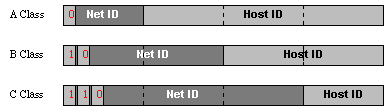 A Class 0 Net ID Host ID
B Class 1 0 Net ID Host ID
C Class 1 1 0 Net ID Host ID